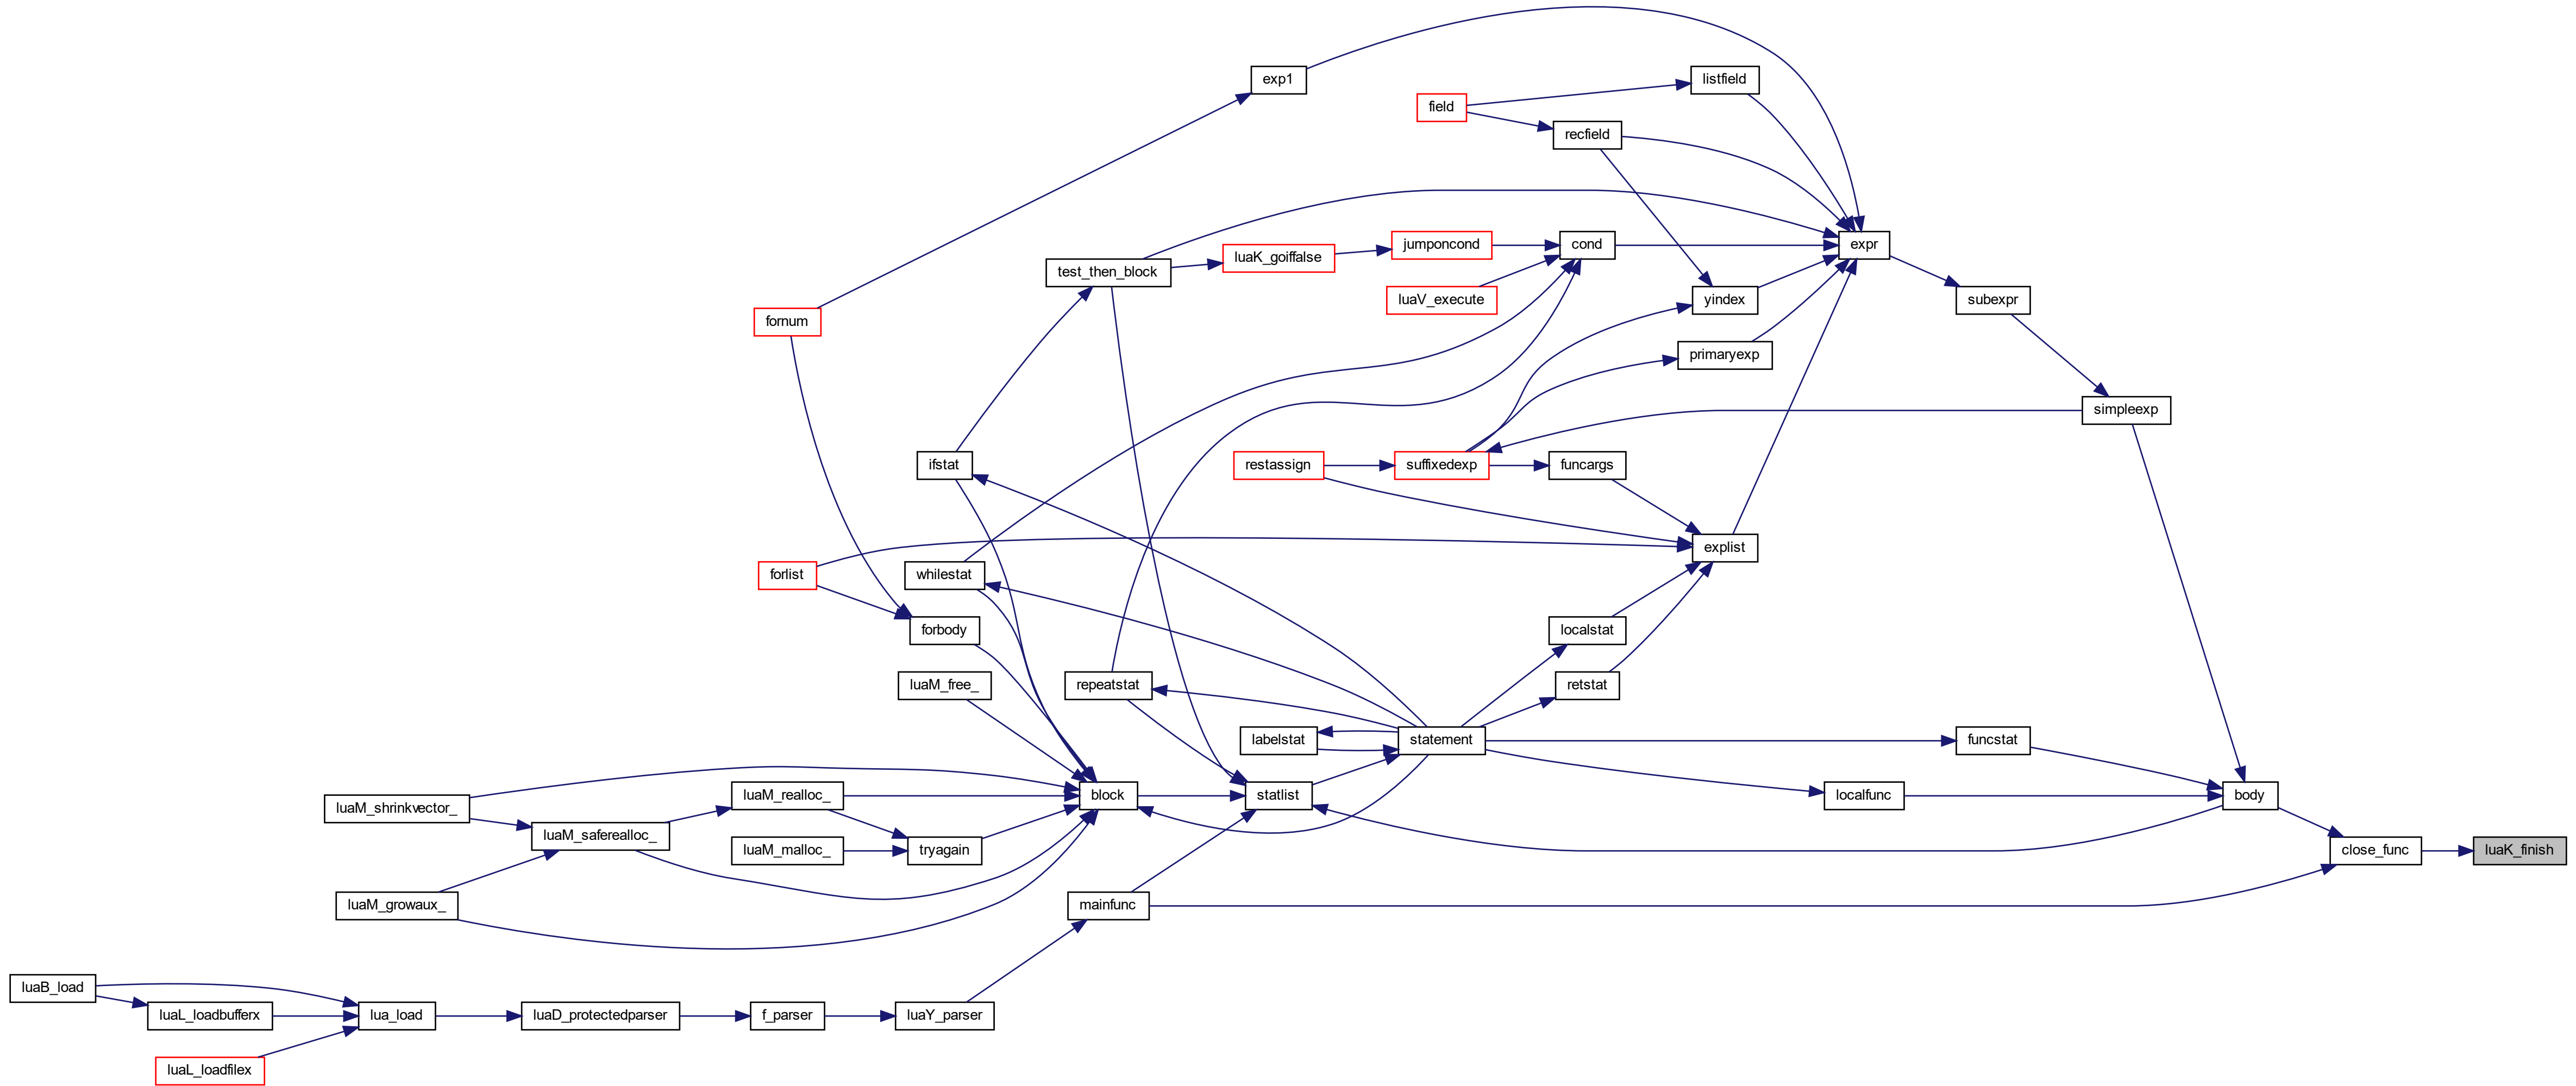 exp1
listfield
field
recfield
expr
cond
jumponcond
luaK_goiffalse
test_then_block
luaV_execute
yindex
subexpr
fornum
primaryexp
simpleexp
ifstat
restassign
suffixedexp
funcargs
explist
forlist
whilestat
forbody
localstat
luaM_free_
repeatstat
retstat
labelstat
statement
funcstat
luaM_shrinkvector_
luaM_realloc_
block
statlist
localfunc
body
luaM_saferealloc_
luaM_malloc_
tryagain
close_func
luaK_finish
luaM_growaux_
mainfunc
luaB_load
luaL_loadbufferx
lua_load
luaD_protectedparser
f_parser
luaY_parser
luaL_loadfilex